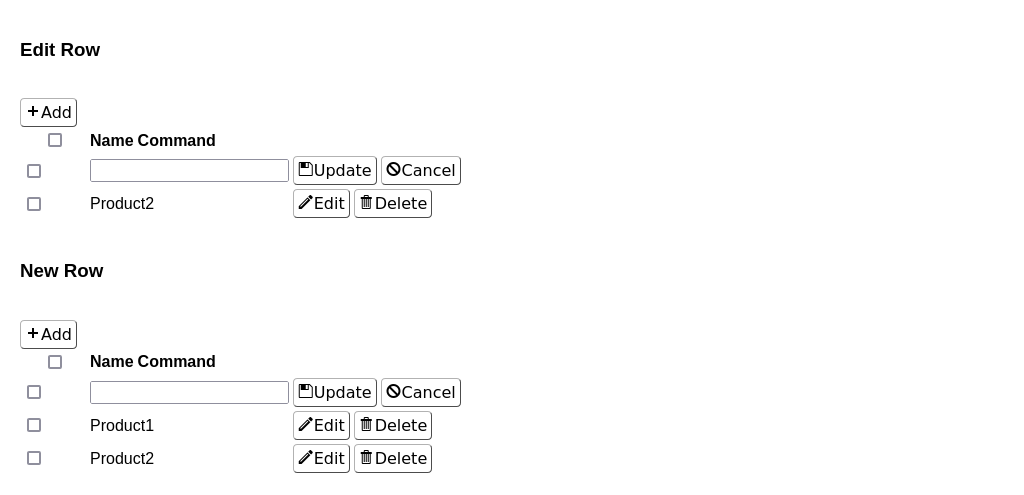 Edit Row
+Add
Name Command
Update Cancel
Product2 Edit Delete
New Row
+Add
Name Command
Update Cancel
Product1 Edit Delete
Product2 Edit Delete